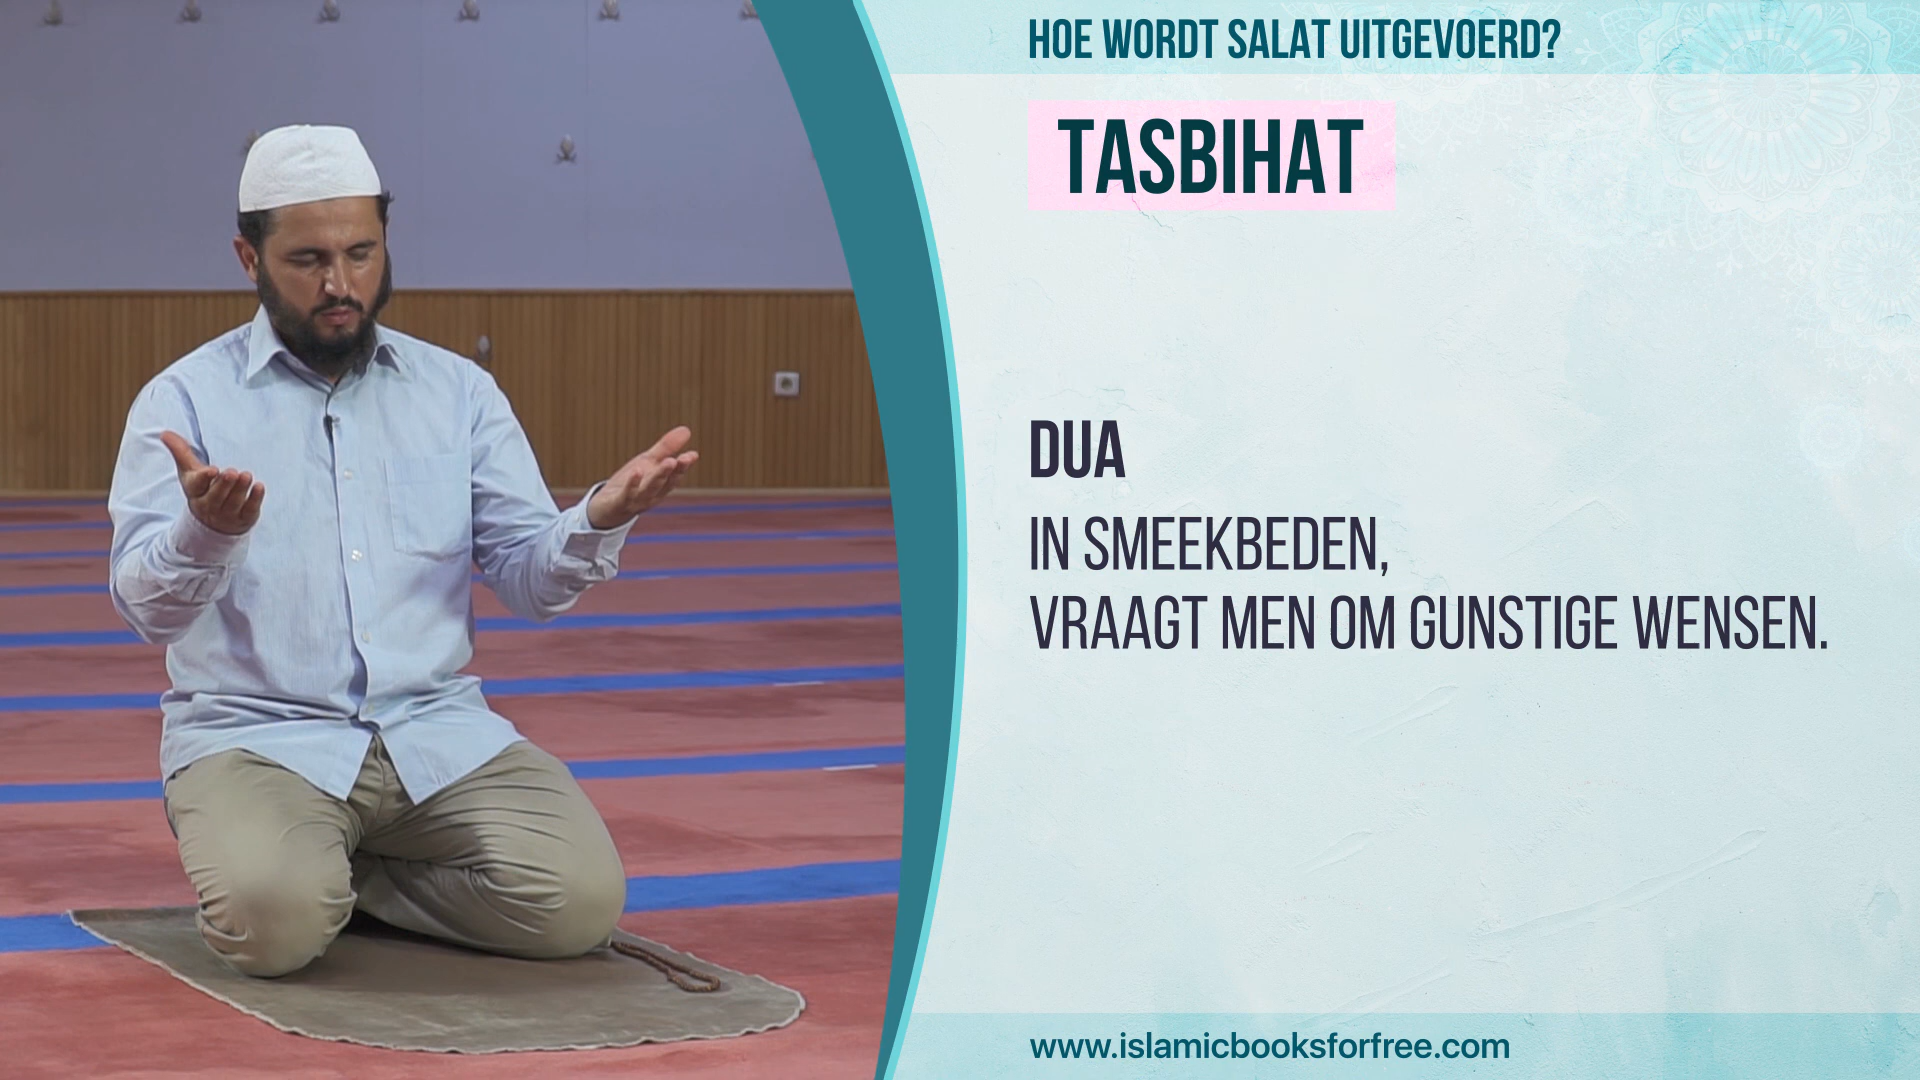 HOE WORDT SALAT UITGEVOERD?
TASBIHAT
DUA
IN SMEEKBEDEN,
VRAAGT MEN OM GUNSTIGE WENSEN.
www.islamicbooksforfree.com